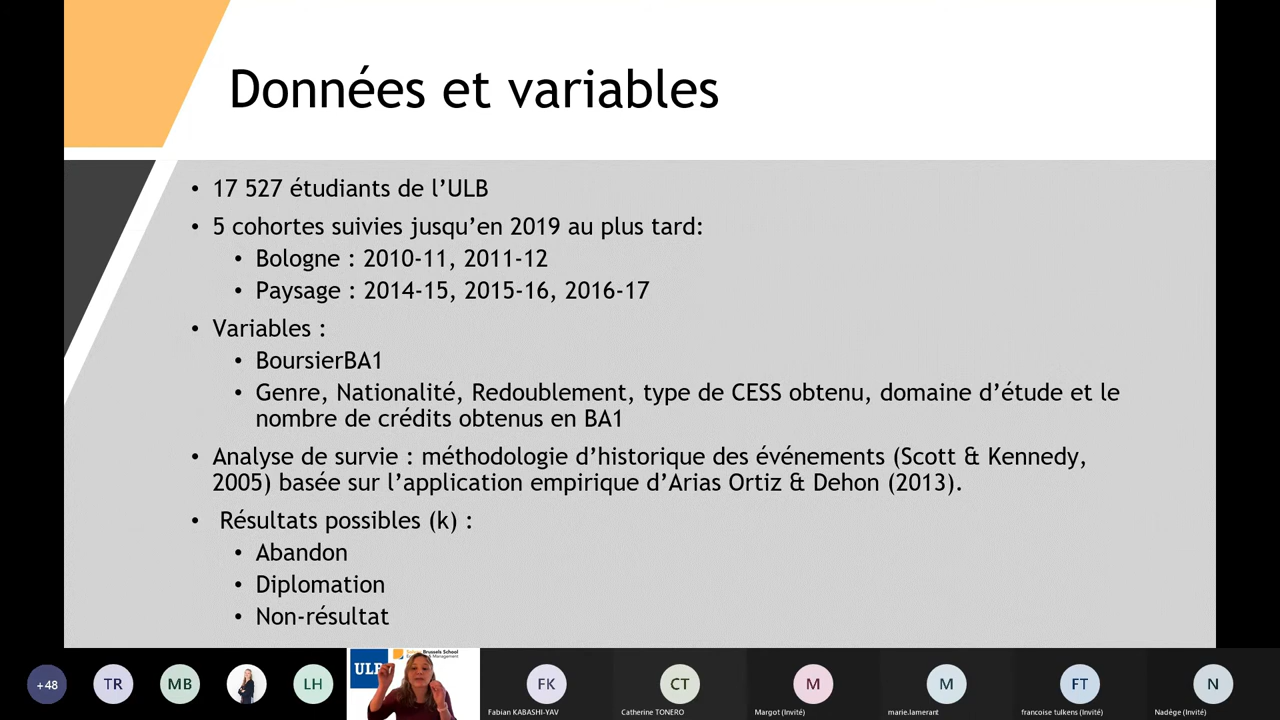 Données et variables
• 17 527 étudiants de l’ULB
• 5 cohortes suivies jusqu’en 2019 au plus tard:
• Bologne : 2010-11, 2011-12
• Paysage : 2014-15, 2015-16, 2016-17
• Variables :
• BoursierBA1
• Genre, Nationalité, Redoublement, type de CESS obtenu, domaine d’étude et le
nombre de crédits obtenus en BA1
• Analyse de survie : méthodologie d’historique des événements (Scott & Kennedy,
2005) basée sur l’application empirique d’Arias Ortiz & Dehon (2013).
• Résultats possibles (k) :
• Abandon
• Diplomation
• Non-résultat
+48
TR
MB
LH
Brussels School
Management
FK
CT
M
M
FT
N
Fabian KABASHI-YAV
Catherine TONERO
Margot (Invité)
marie.lamerant
francoise tulkens (Invité)
Nadège (Invité)